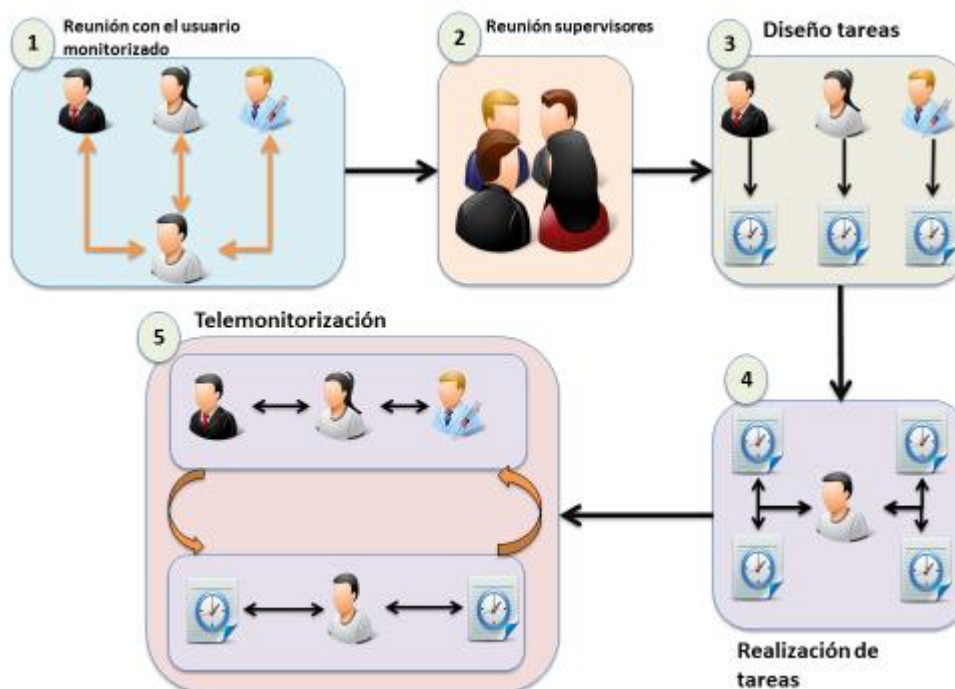 1
Reunión con el usuario
monitorizado
2
Reunión supervisores
3
Diseño tareas
4
Realización de
tareas
5
Telemonitorización